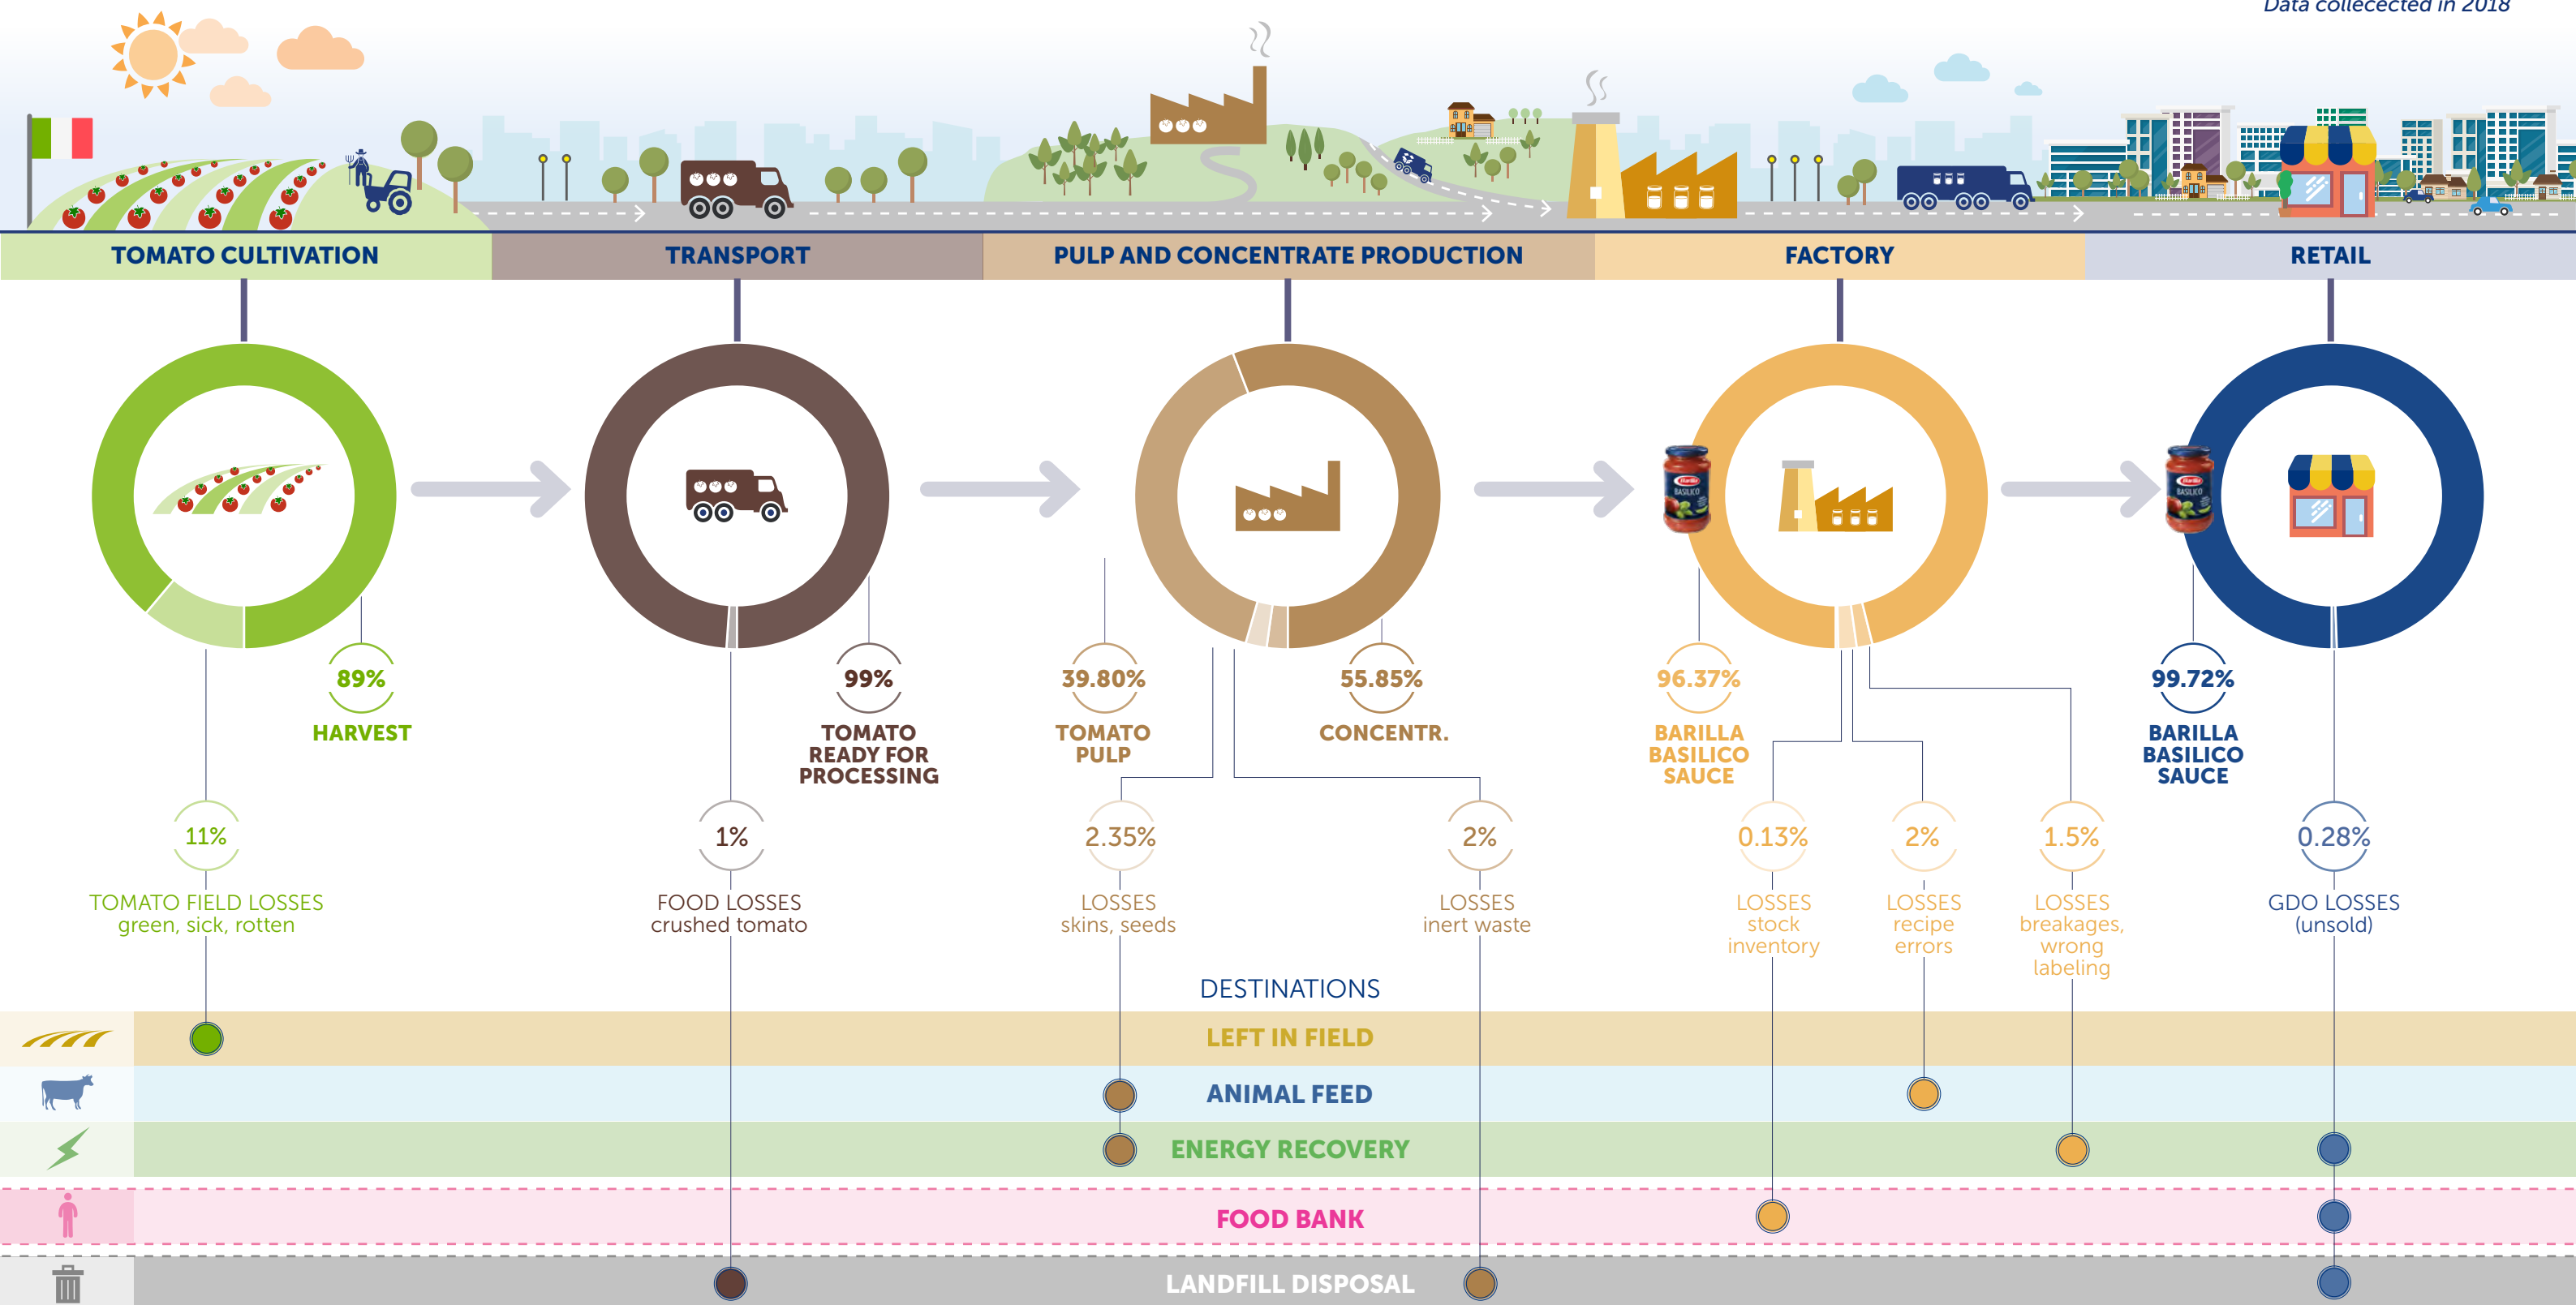 Data collecected in 2018
TOMATO CULTIVATION
TRANSPORT
PULP AND CONCENTRATE PRODUCTION
FACTORY
RETAIL
Barilla
BASILICO
Barilla
BASILICO
89%
HARVEST
99%
TOMATO
READY FOR
PROCESSING
39.80%
TOMATO
PULP
55.85%
CONCENTR.
96.37%
BARILLA
BASILICO
SAUCE
99.72%
BARILLA
BASILICO
SAUCE
11%
TOMATO FIELD LOSSES
green, sick, rotten
1%
FOOD LOSSES
crushed tomato
2.35%
LOSSES
skins, seeds
2%
LOSSES
inert waste
0.13%
LOSSES
stock
inventory
2%
LOSSES
recipe
errors
1.5%
LOSSES
breakages,
wrong
labeling
0.28%
GDO LOSSES
(unsold)
DESTINATIONS
LEFT IN FIELD
ANIMAL FEED
ENERGY RECOVERY
FOOD BANK
LANDFILL DISPOSAL